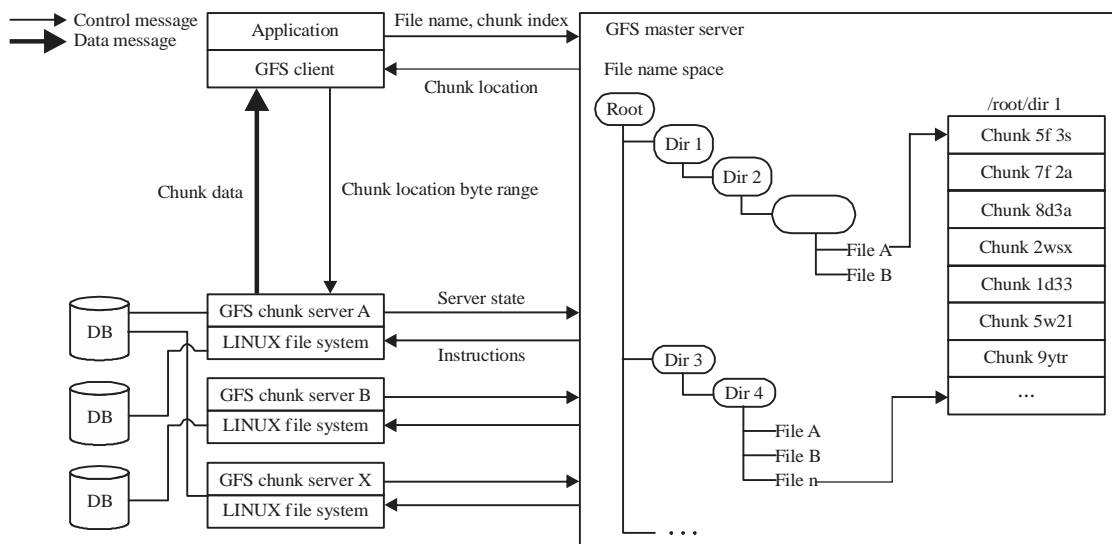 Control message
Data message
Application
GFS client
File name, chunk index
Chunk location
Chunk data
Chunk location byte range
DB
DB
DB
GFS chunk server A
LINUX file system
Server state
Instructions
GFS chunk server B
LINUX file system
GFS chunk server X
LINUX file system
GFS master server
File name space
Root
Dir 1
Dir 2
File A
File B
Dir 3
Dir 4
File A
File B
File n
...
/root/dir 1
Chunk 5f 3s
Chunk 7f 2a
Chunk 8d3a
Chunk 2wsx
Chunk 1d33
Chunk 5w21
Chunk 9ytr
...